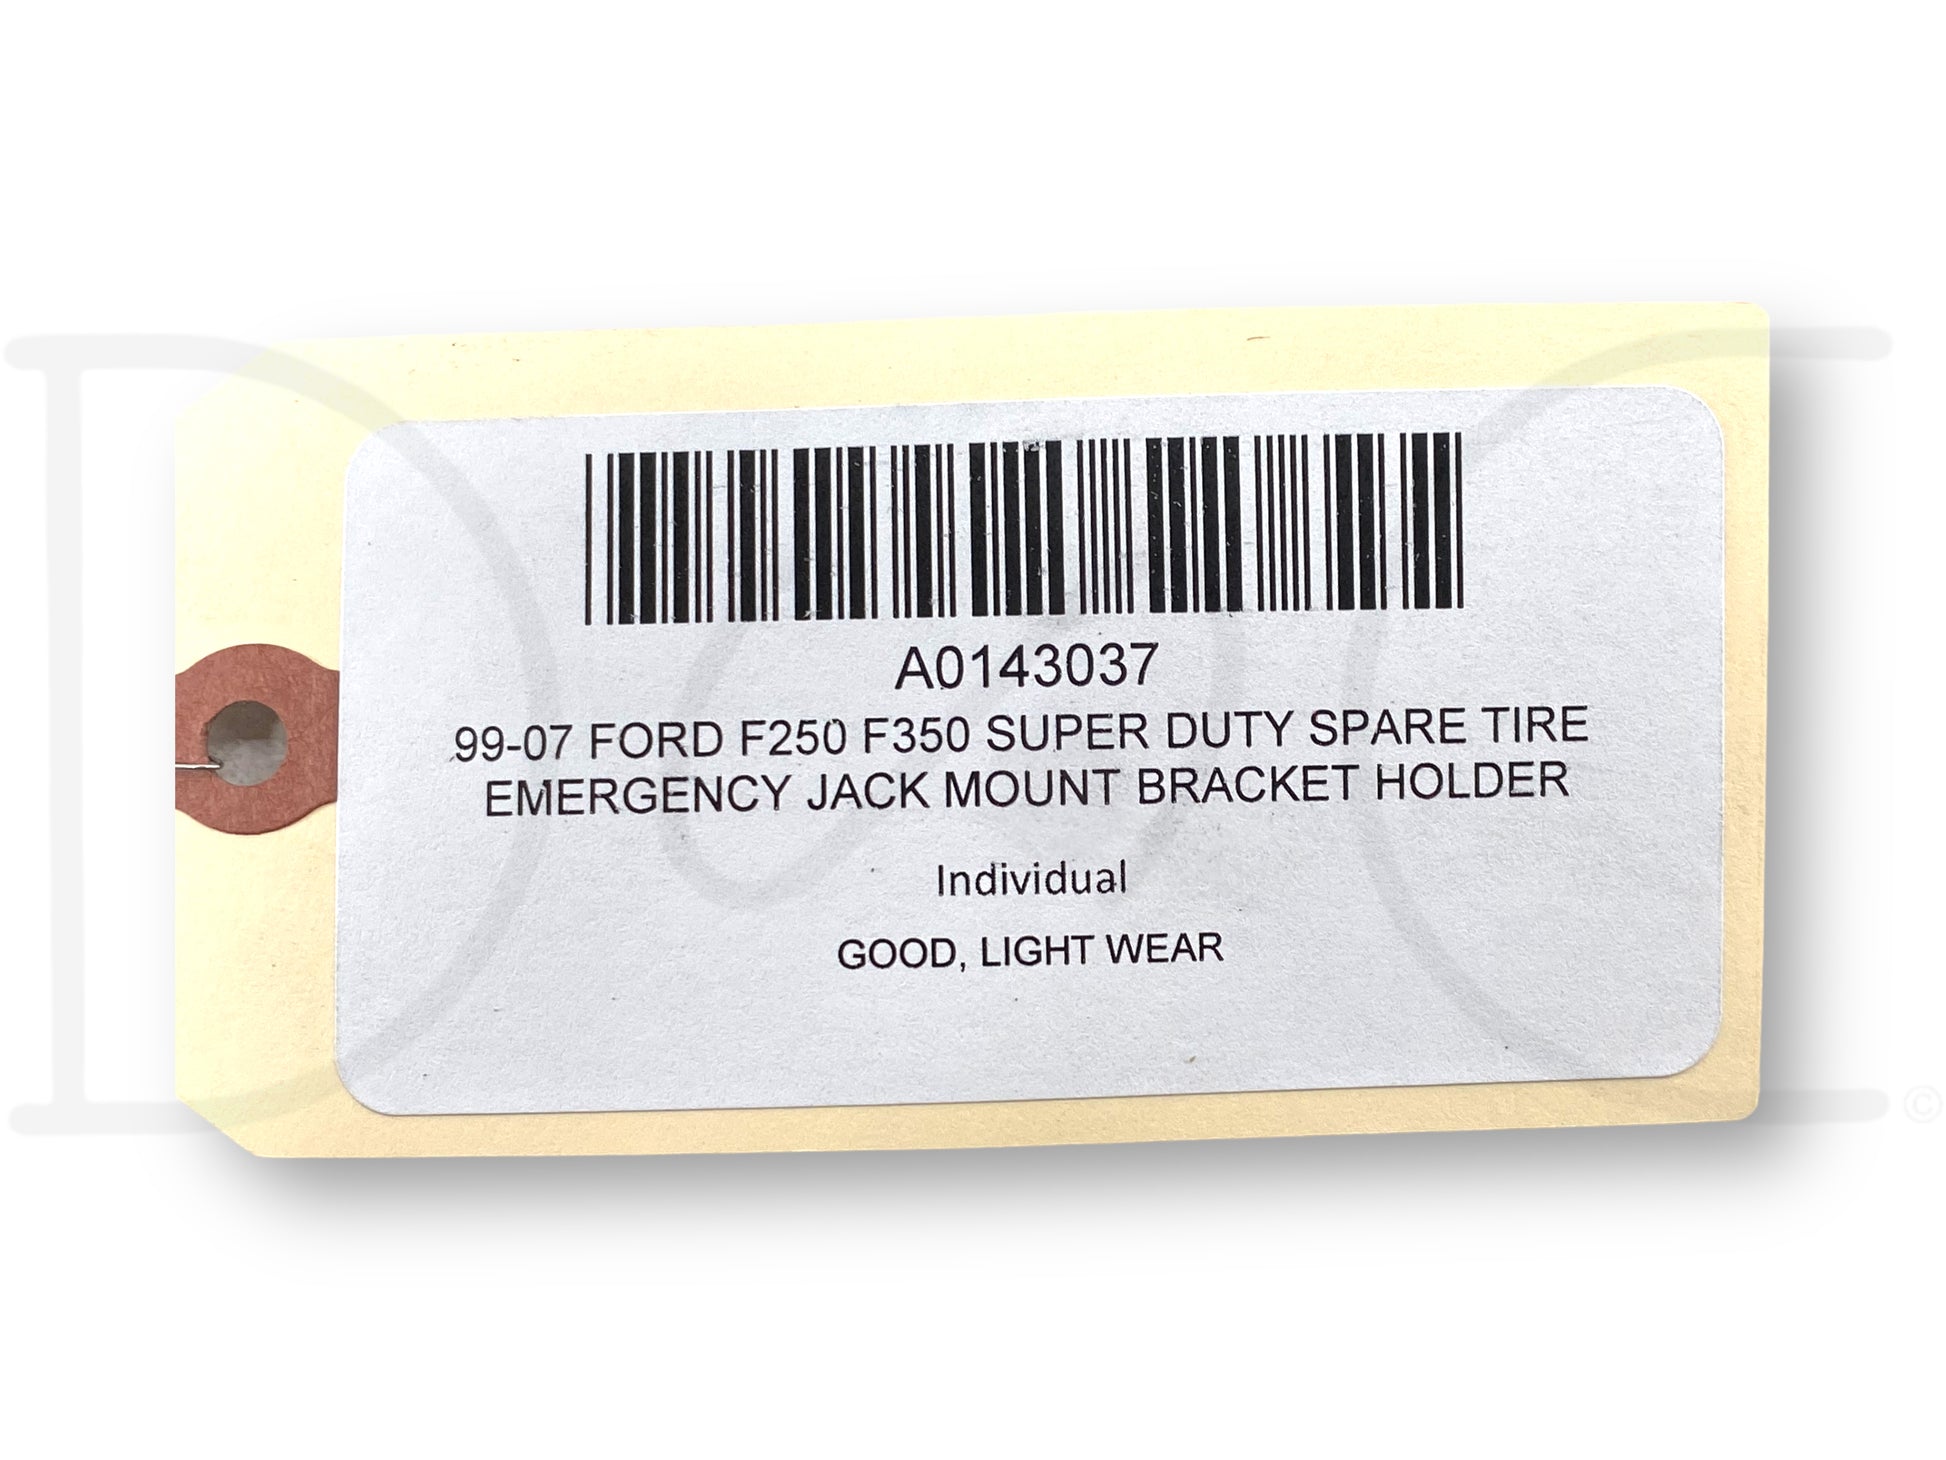 A0143037
99-07 FORD F250 F350 SUPER DUTY SPARE TIRE
EMERGENCY JACK MOUNT BRACKET HOLDER
Individual
GOOD, LIGHT WEAR
©